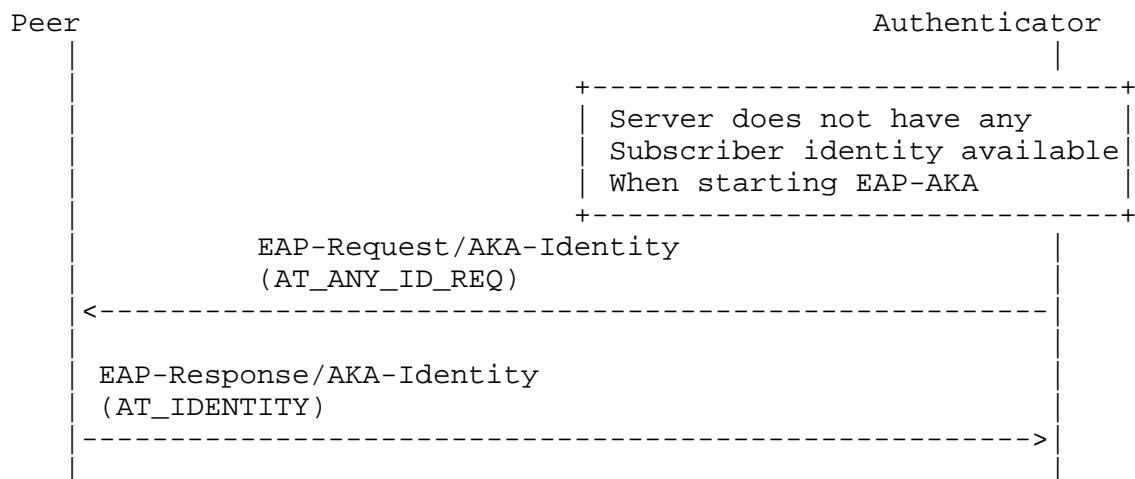 Peer Authenticator
Server does not have any
Subscriber identity available
When starting EAP-AKA
EAP-Request/AKA-Identity
(AT_ANY_ID_REQ)
EAP-Response/AKA-Identity
(AT_IDENTITY)